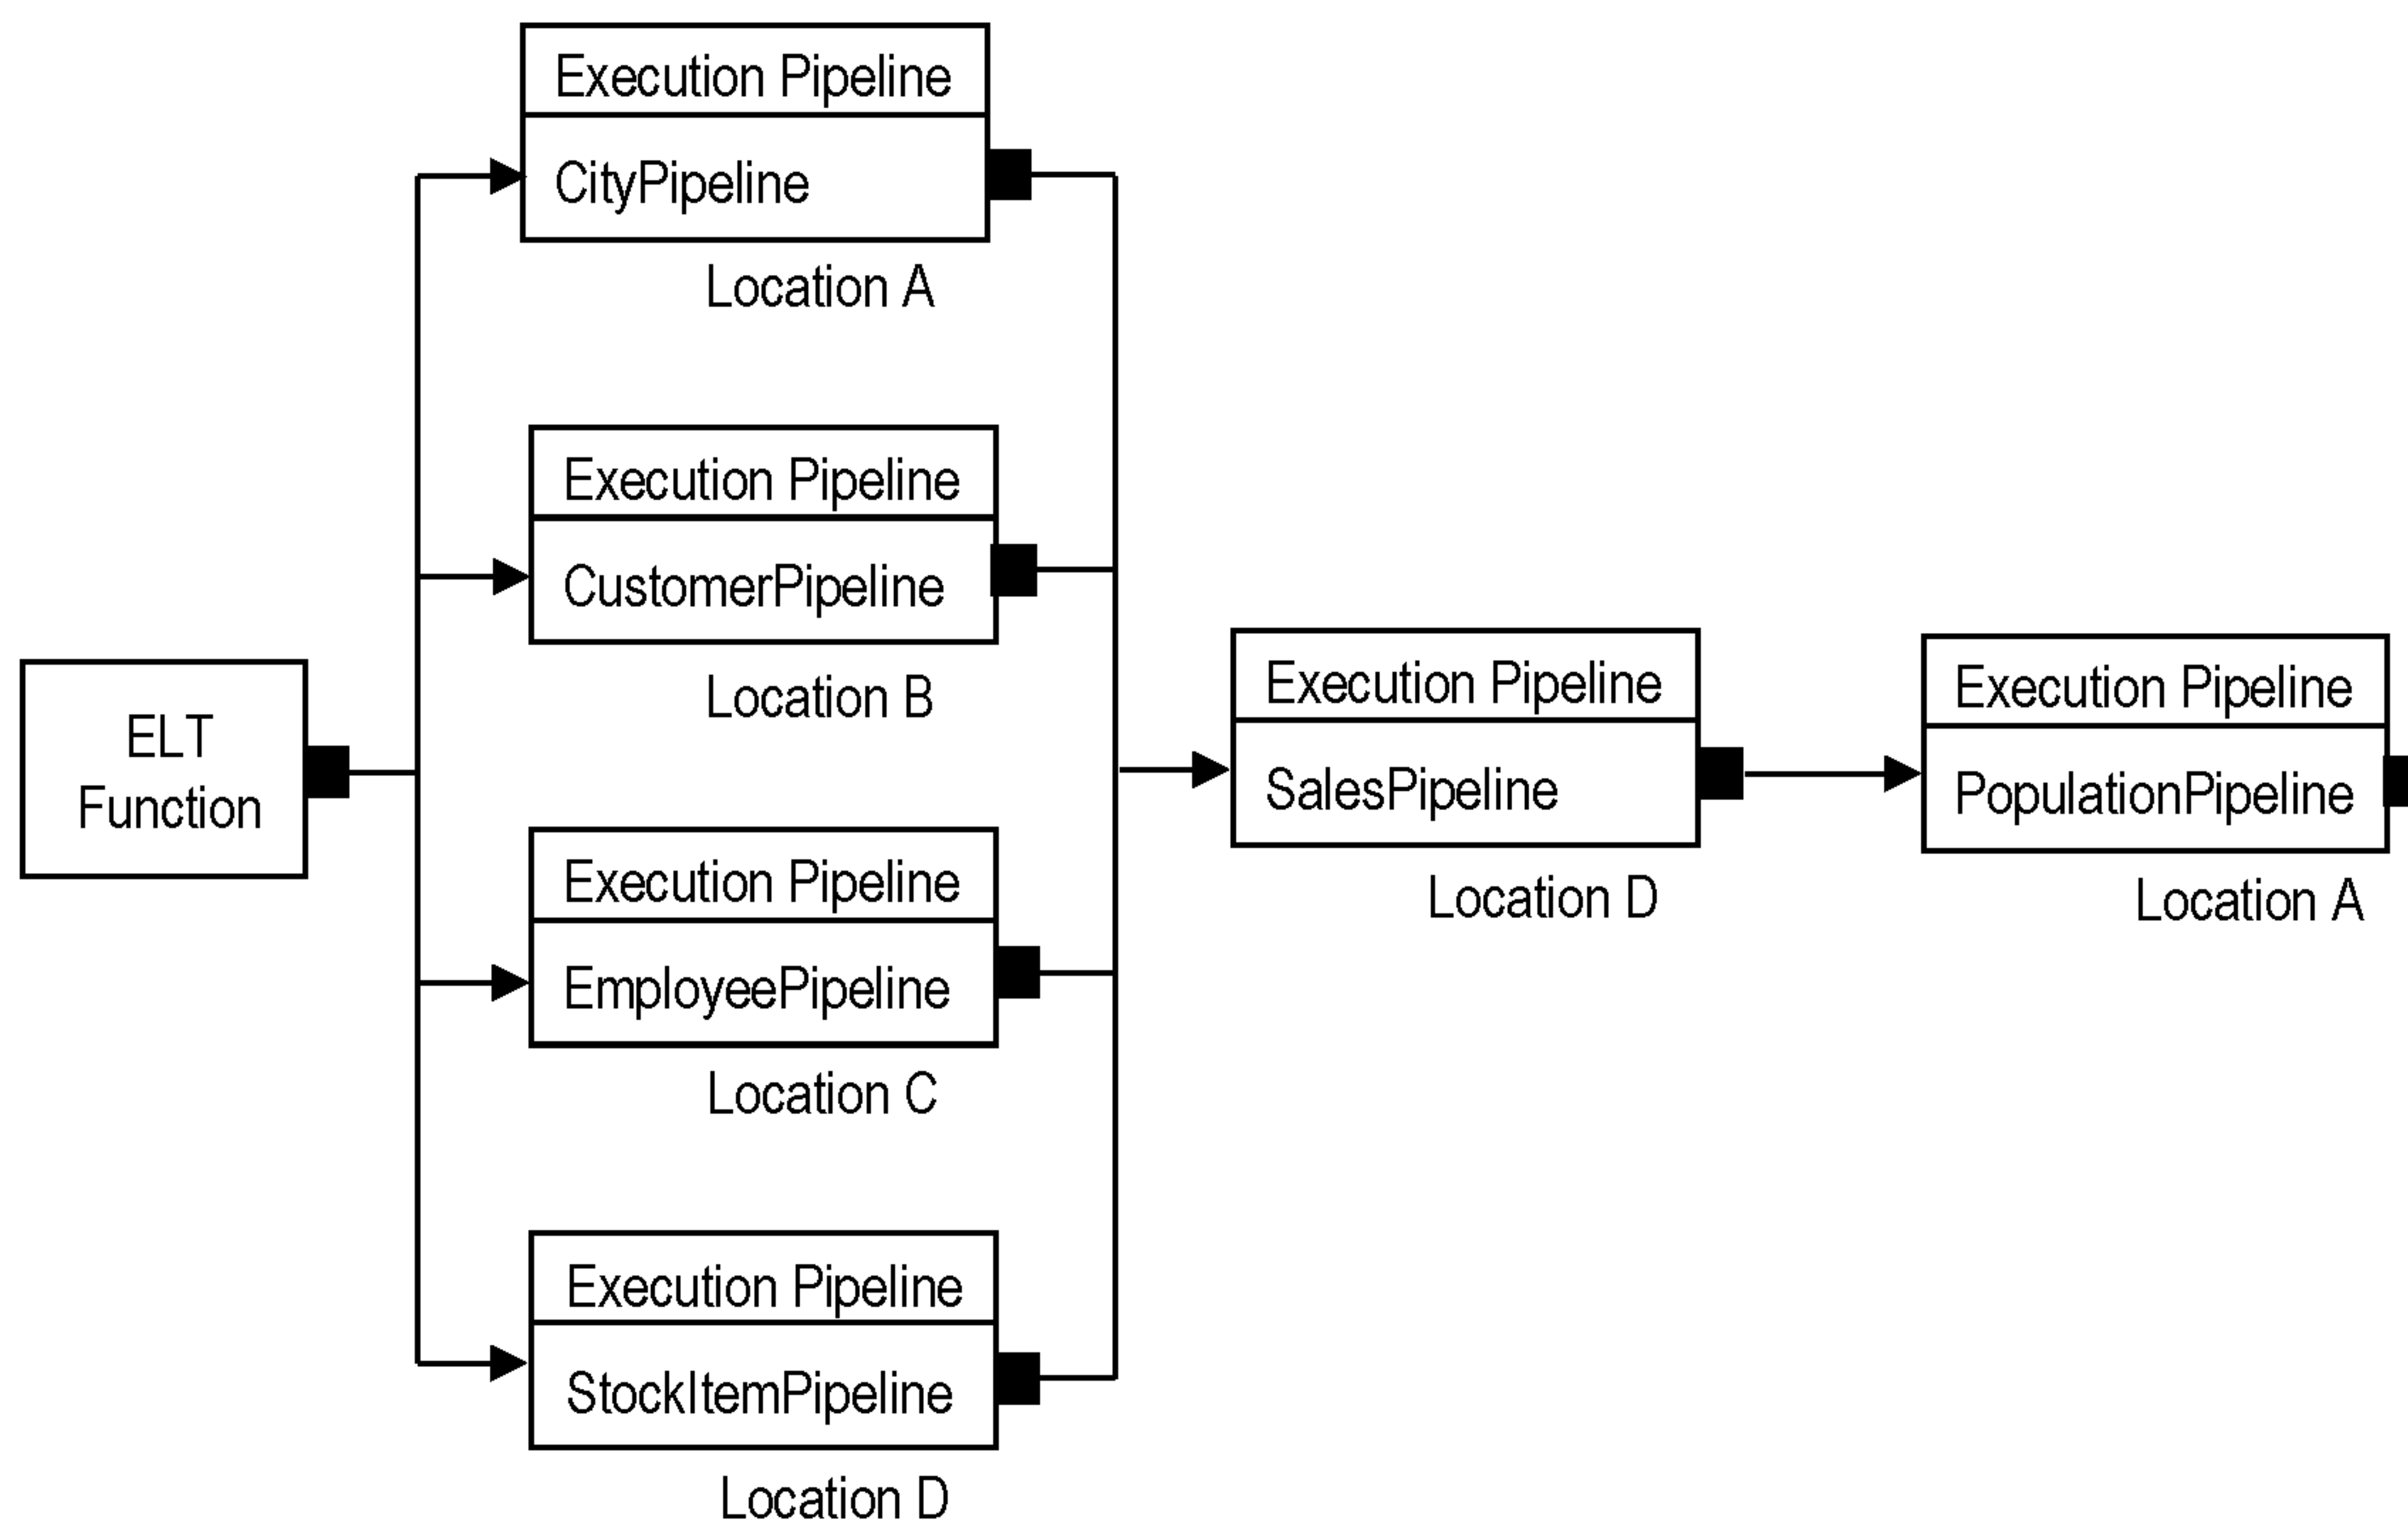 Execution Pipeline
CityPipeline
Location A
Execution Pipeline
CustomerPipeline
Location B
ELT
Function
Execution Pipeline
EmployeePipeline
Location C
Execution Pipeline
StockItemPipeline
Location D
Execution Pipeline
SalesPipeline
Location D
Execution Pipeline
PopulationPipeline
Location A